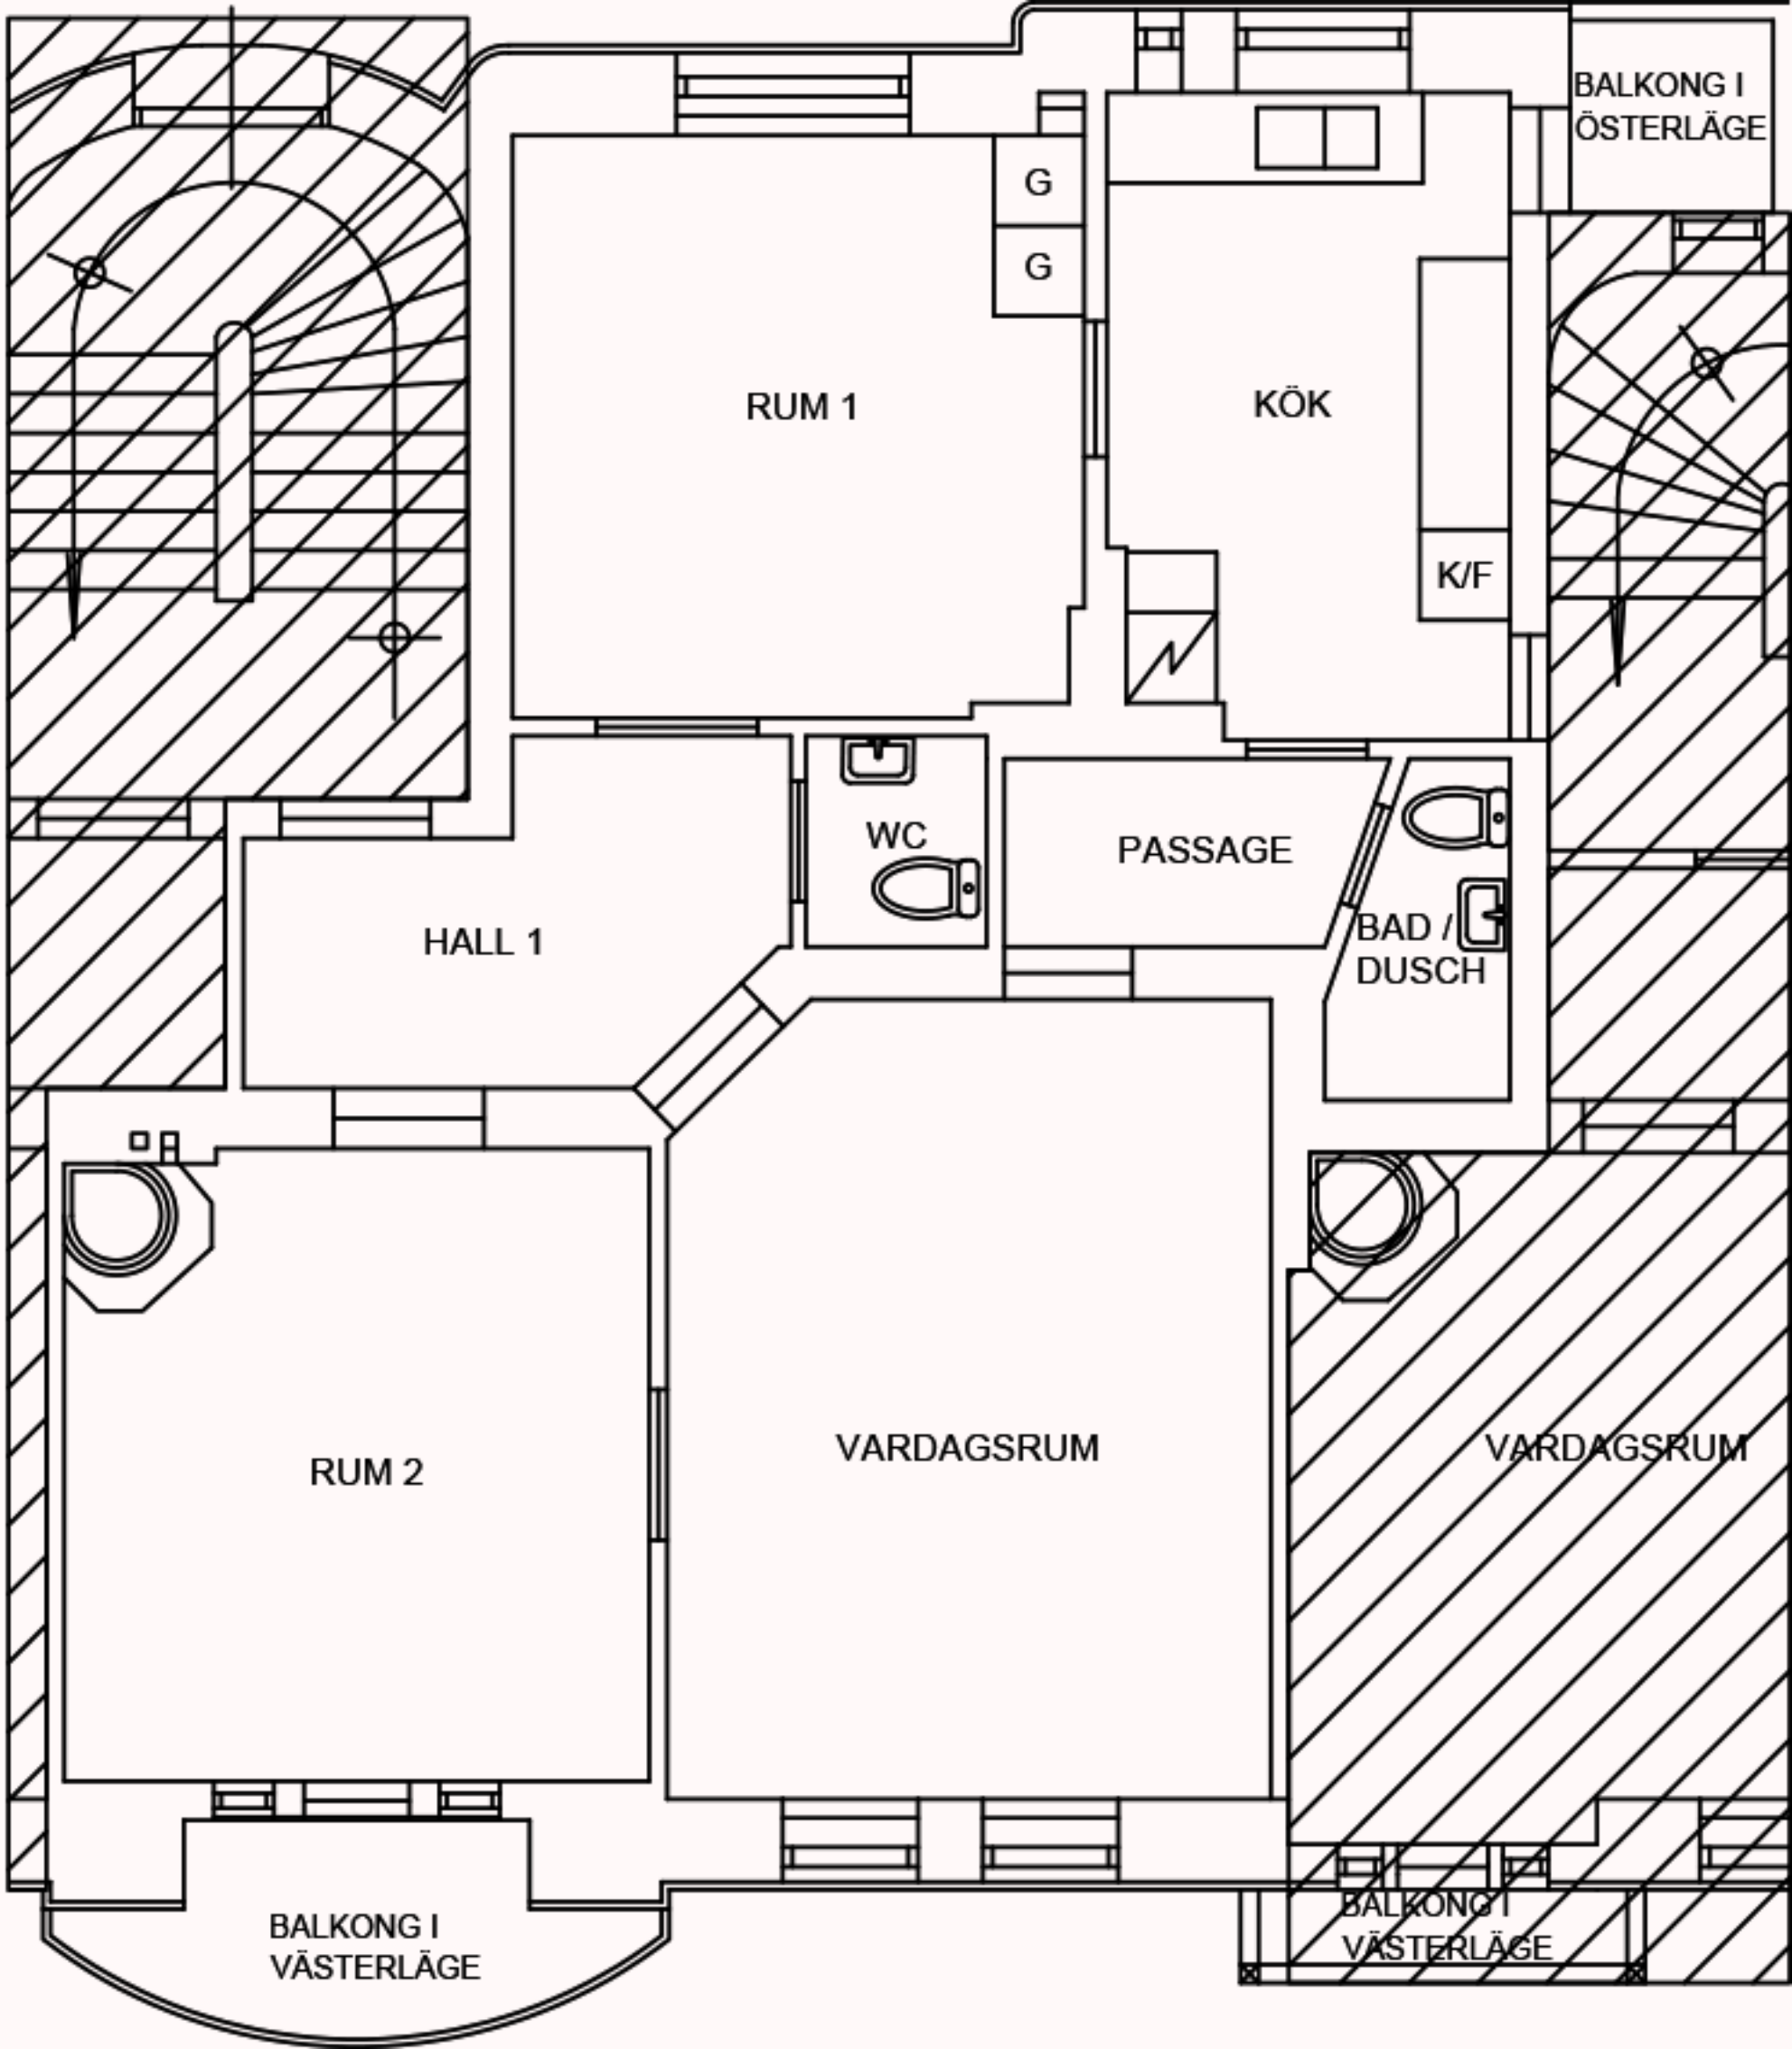 BALKONG I
ÖSTERLÄGE
G
G
RUM 1
KÖK
K/F
WC
PASSAGE
HALL 1
BAD /
DUSCH
RUM 2
VARDAGSRUM
VARDAGSRUM
BALKONG I
VÄSTERLÄGE
BALKONG I
VÄSTERLÄGE